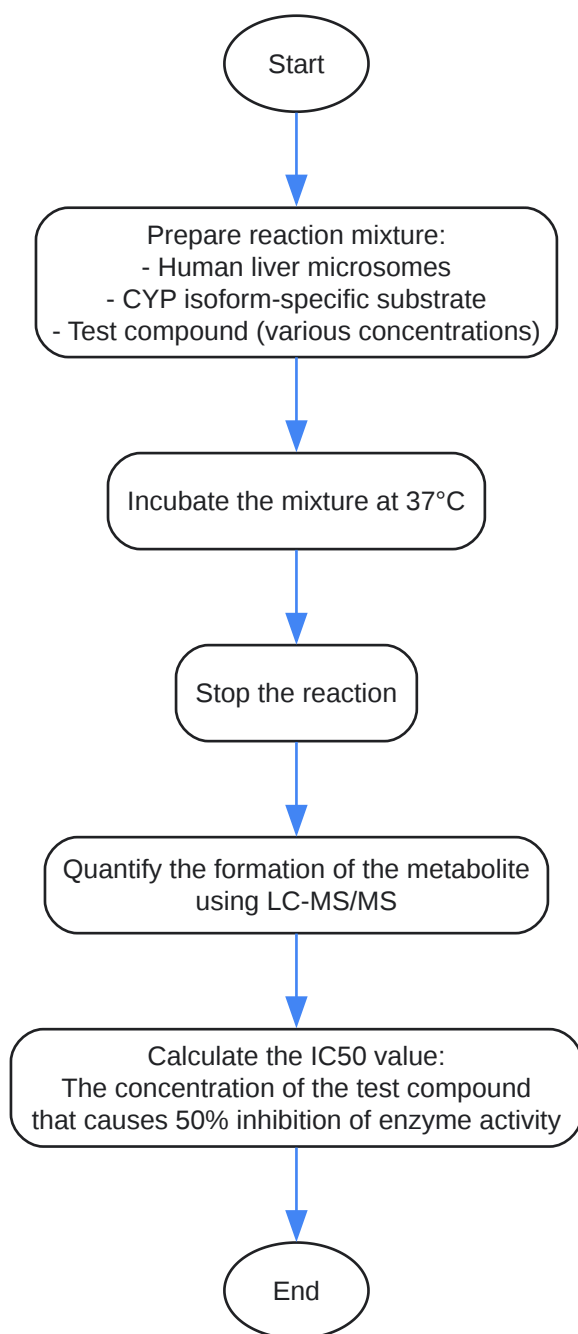 Start
Prepare reaction mixture:
- Human liver microsomes
- CYP isoform-specific substrate
- Test compound (various concentrations)
Incubate the mixture at 37°C
Stop the reaction
Quantify the formation of the metabolite
using LC-MS/MS
Calculate the IC50 value:
The concentration of the test compound
that causes 50% inhibition of enzyme activity
End